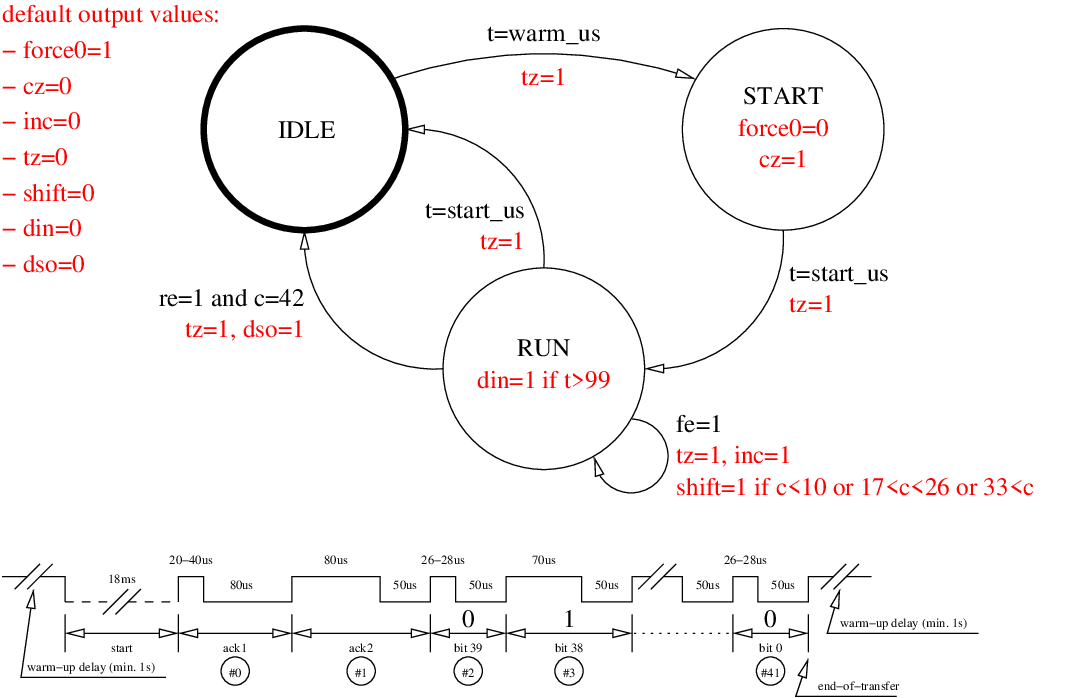 default output values:
– force0=1
– cz=0
– inc=0
– tz=0
– shift=0
– din=0
– dso=0
t=warm_us
tz=1
IDLE
START
force0=0
cz=1
t=start_us
tz=1
t=start_us
tz=1
re=1 and c=42
tz=1, dso=1
RUN
din=1 if t>99
fe=1
tz=1, inc=1
shift=1 if c<10 or 17<c<26 or 33<c
20–40us
80us
26–28us
70us
26–28us
18ms
80us
50us
50us
50us
50us
50us
0
1
0
start
ack1
ack2
bit 39
bit 38
bit 0
warm–up delay (min. 1s)
#0
#1
#2
#3
#41
warm–up delay (min. 1s)
end–of–transfer